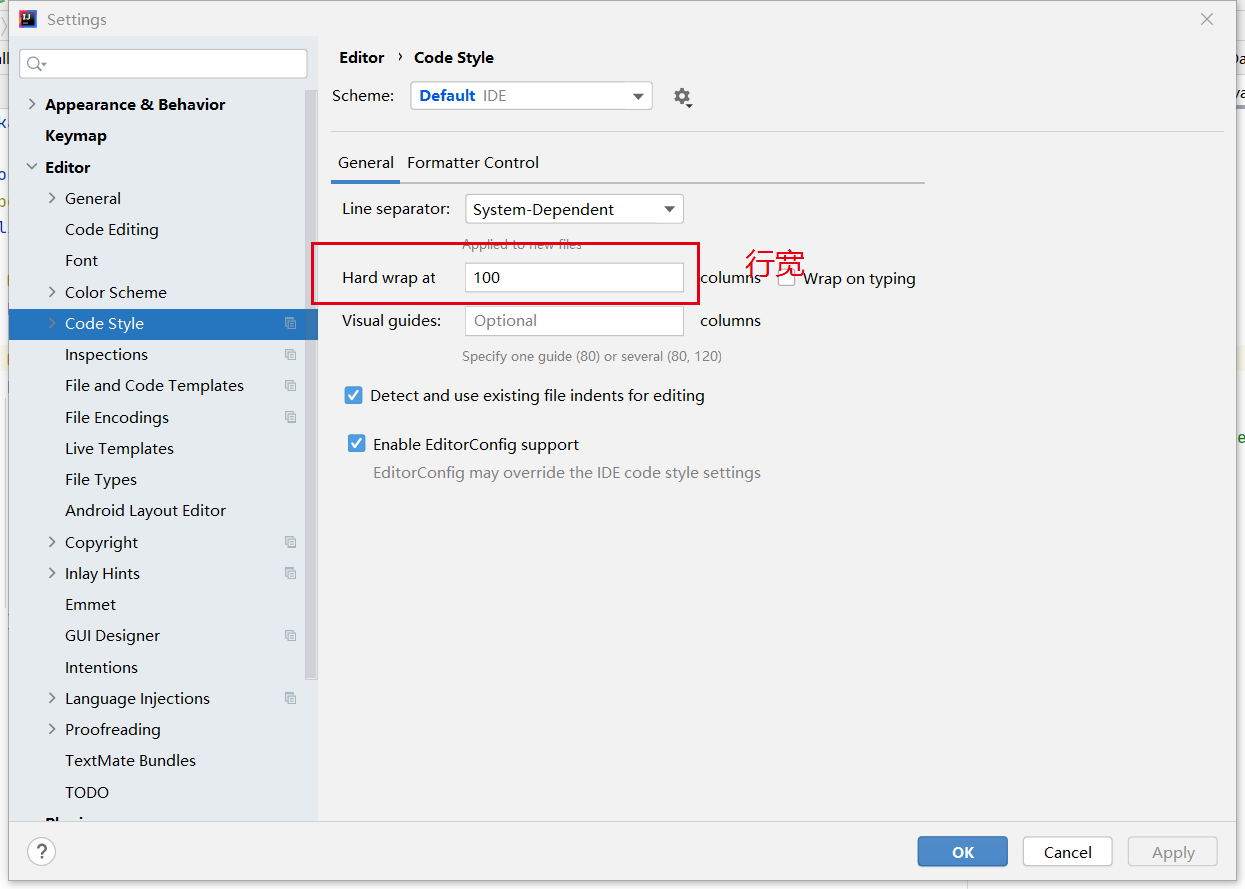 Settings
Editor › Code Style
Scheme: Default IDE
Appearance & Behavior
Keymap
Editor
General
Code Editing
Font
Color Scheme
Code Style
Inspections
File and Code Templates
File Encodings
Live Templates
File Types
Android Layout Editor
Copyright
Inlay Hints
Emmet
GUI Designer
Intentions
Language Injections
Proofreading
TextMate Bundles
TODO
General Formatter Control
Line separator: System-Dependent
Applied to new files
行宽
Hard wrap at 100 columns Wrap on typing
Visual guides: Optional columns
Specify one guide (80) or several (80, 120)
Detect and use existing file indents for editing
Enable EditorConfig support
EditorConfig may override the IDE code style settings
? OK Cancel Apply